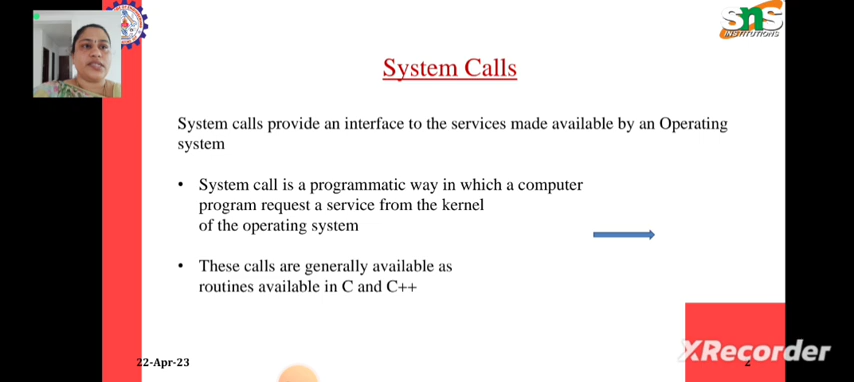 SNS
INSTITUTIONS
System Calls
System calls provide an interface to the services made available by an Operating
system
• System call is a programmatic way in which a computer
program request a service from the kernel
of the operating system
• These calls are generally available as
routines available in C and C++
22-Apr-23
2
XRecorder